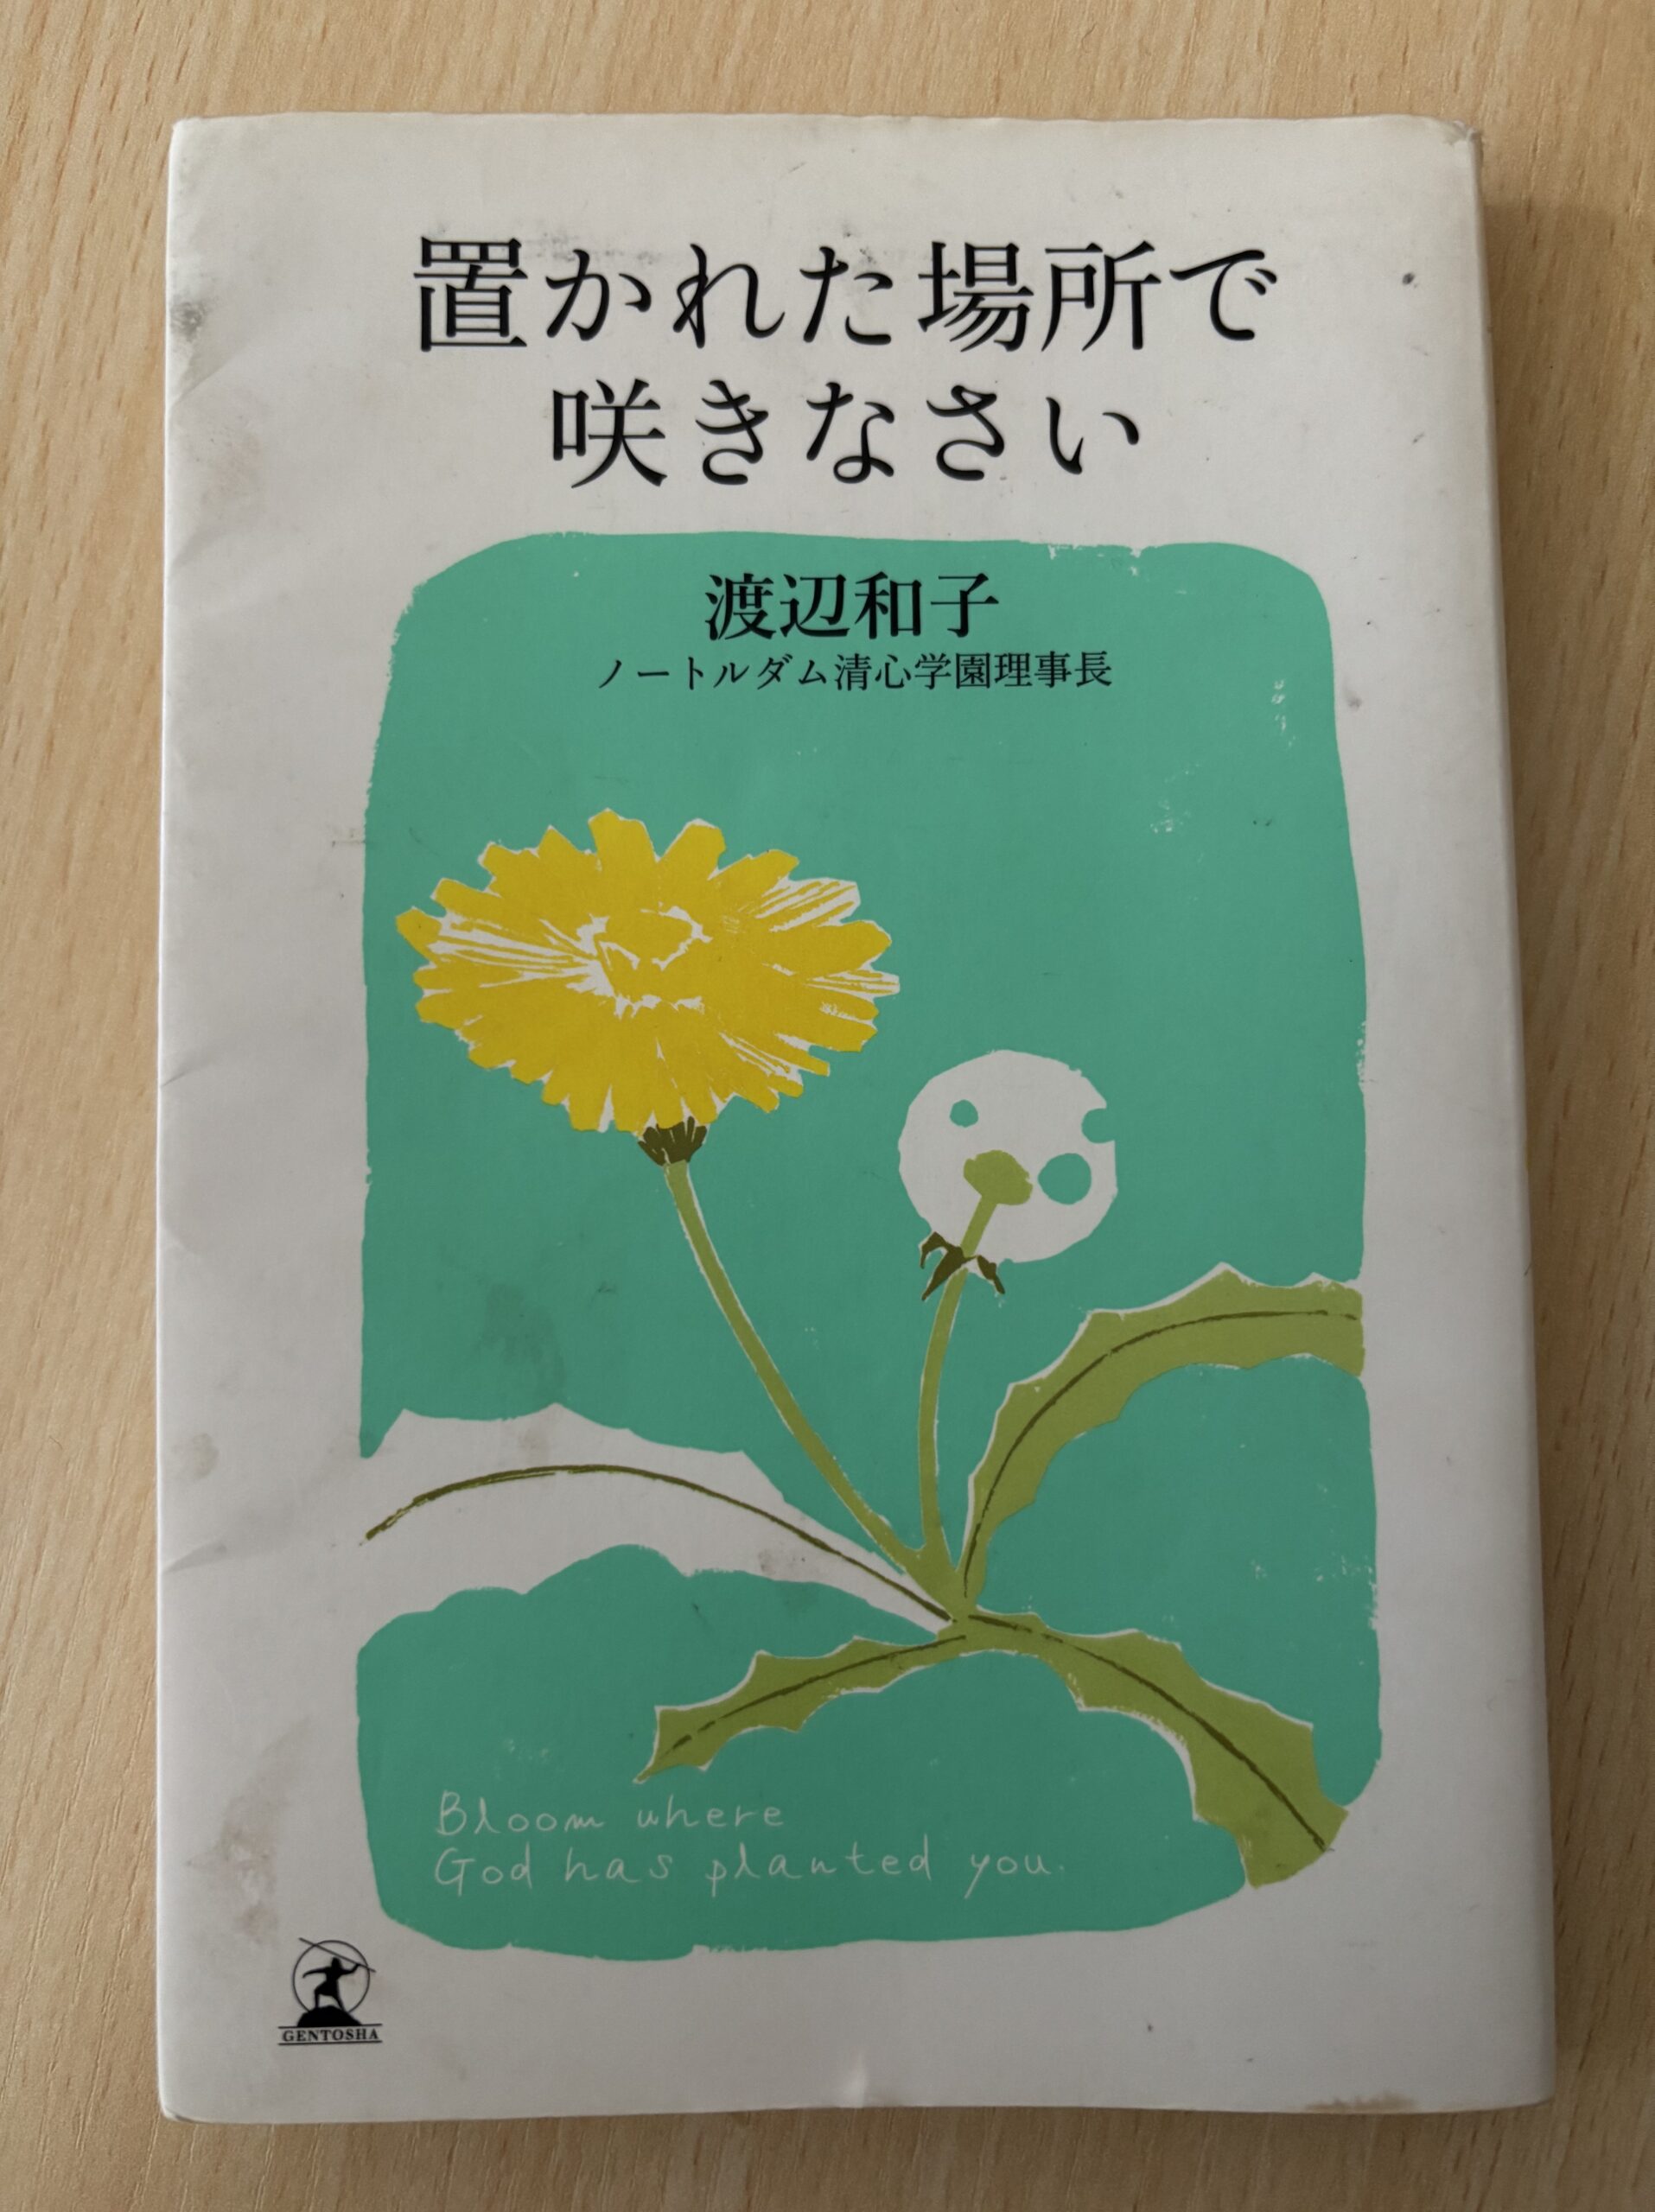 置かれた場所で
咲きなさい
渡辺和子
ノートルダム清心学園理事長
Bloom where
God has planted you.
GENTOSHA